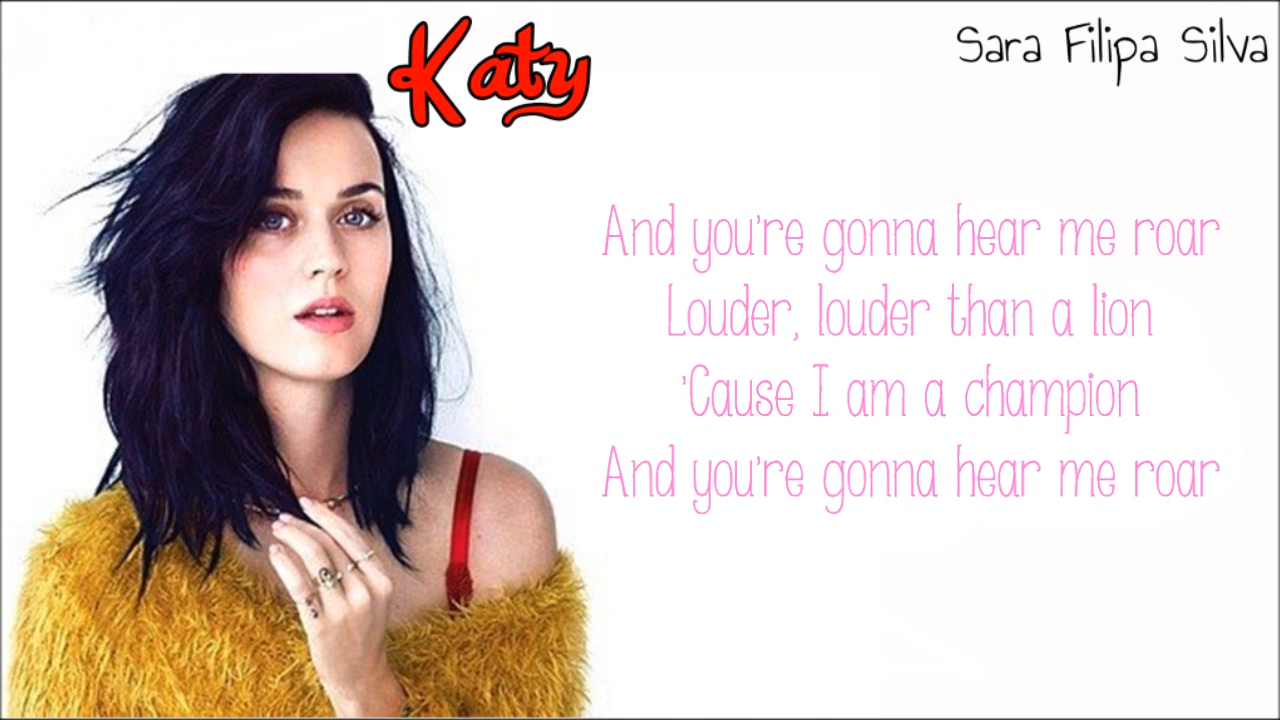 Katy
Sara Filipa Silva
And you're gonna hear me roar
Louder, louder than a lion
'Cause I am a champion
And you're gonna hear me roar